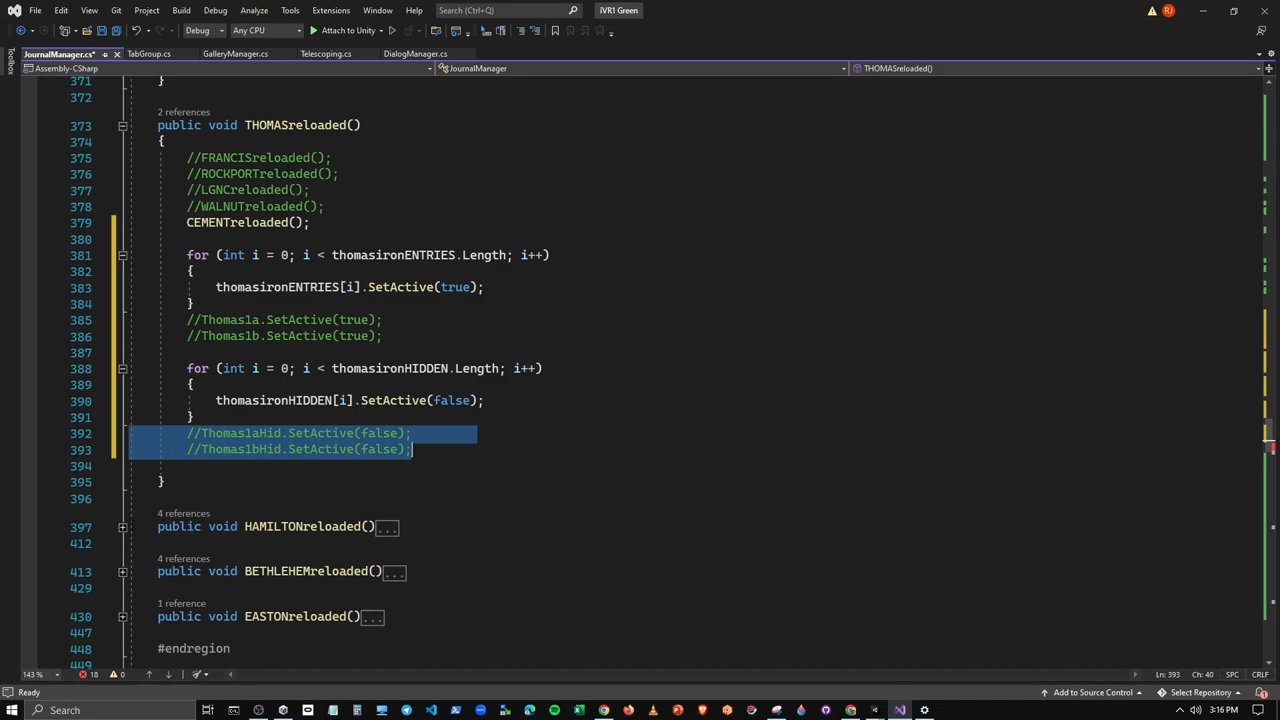 File Edit View Git Project Build Debug Analyze Tools Extensions Window Help Search (Ctrl+Q) iVR1 Green RJ
Debug Any CPU Attach to Unity
JournalManager.cs* TabGroup.cs GalleryManager.cs Telescoping.cs DialogManager.cs
Toolbox
Assembly-CSharp JournalManager THOMASreloaded()
371 }
372
2 references
373 public void THOMASreloaded()
374 {
375 //FRANCISreloaded();
376 //ROCKPORTreloaded();
377 //LGNCreloaded();
378 //WALNUTreloaded();
379 CEMENTreloaded();
380
381 for (int i = 0; i < thomasironENTRIES.Length; i++)
382 {
383 thomasironENTRIES[i].SetActive(true);
384 }
385 //Thomas1a.SetActive(true);
386 //Thomas1b.SetActive(true);
387
388 for (int i = 0; i < thomasironHIDDEN.Length; i++)
389 {
390 thomasironHIDDEN[i].SetActive(false);
391 }
392 //Thomas1aHid.SetActive(false);
393 //Thomas1bHid.SetActive(false);
394
395 }
396
4 references
397 public void HAMILTONreloaded()...
412
4 references
413 public void BETHLEHEMreloaded()...
429
1 reference
430 public void EASTONreloaded()...
447
448 #endregion
449
143 % 18 0 Ln: 393 Ch: 40 SPC CRLF
Ready Add to Source Control Select Repository 1
Search 3:16 PM